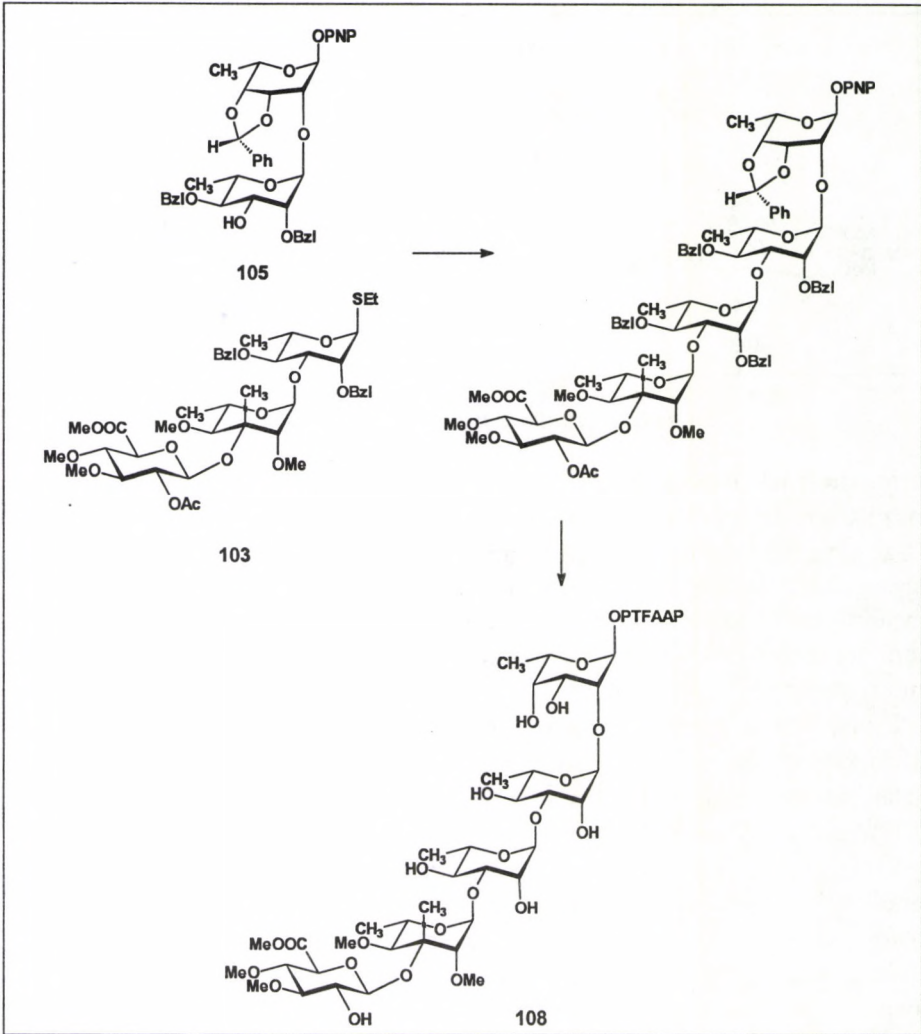 OPNP
CH₃
O
O
O
O
H
Ph
CH₃
O
BzlO
HO
OBzl
105
SEt
CH₃
O
BzlO
O
OBzl
CH₃
CH₃
O
MeO
MeOOC
O
O
OMe
MeO
MeO
OAc
103
OPNP
CH₃
O
O
O
O
H
Ph
CH₃
O
BzlO
O
OBzl
CH₃
O
BzlO
O
OBzl
CH₃
CH₃
O
MeO
MeOOC
O
O
OMe
MeO
MeO
OAc
OPTFAAP
CH₃
O
OH
HO
O
CH₃
O
HO
O
OH
CH₃
O
HO
O
OH
CH₃
CH₃
O
MeO
MeOOC
O
O
OMe
MeO
MeO
OH
108